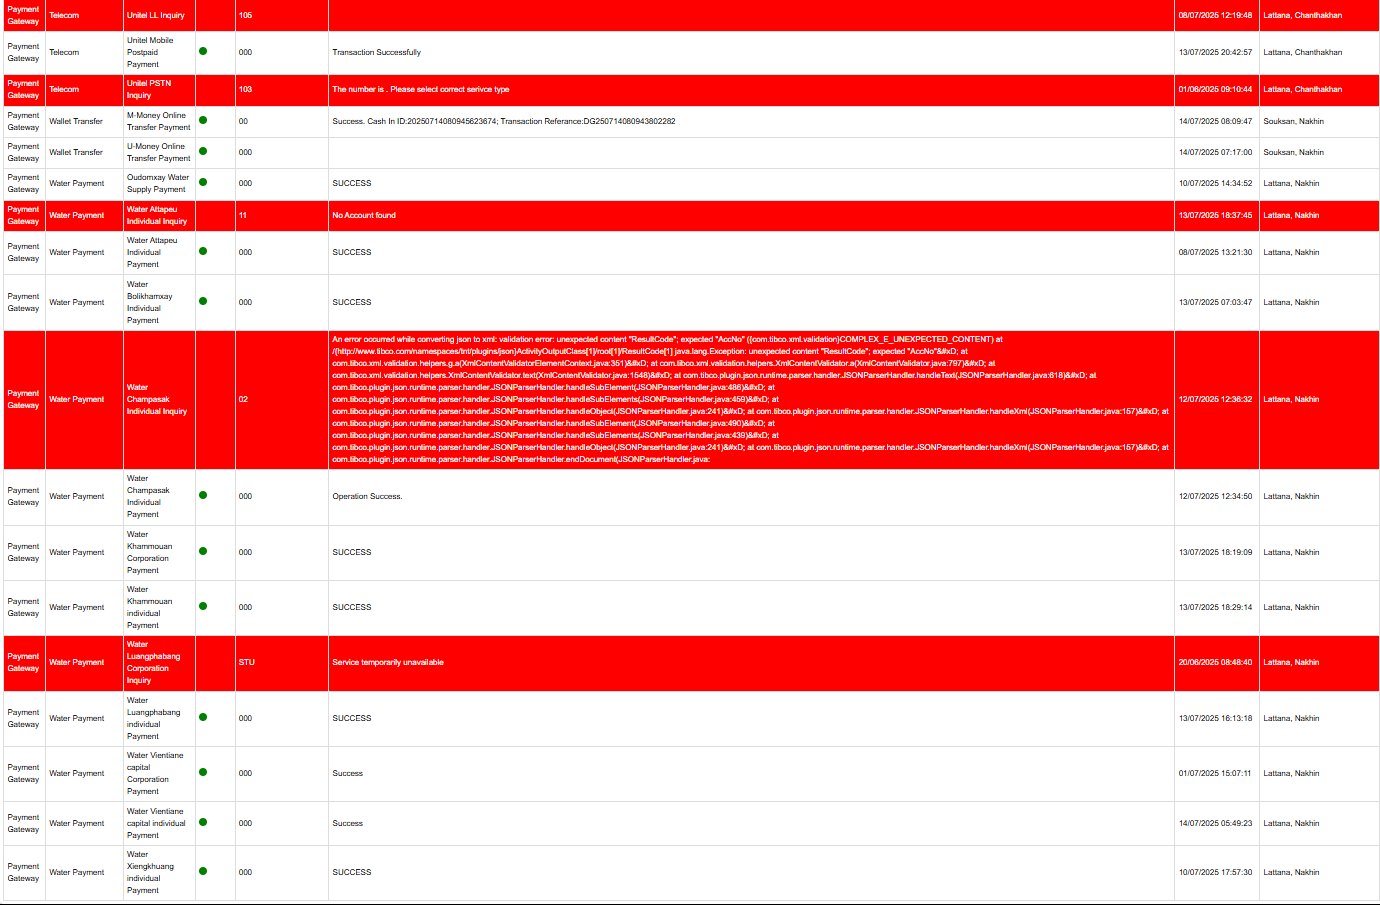 Payment Gateway Telecom Unitel LL Inquiry 105 08/07/2025 12:19:48 Lattana, Chanthakhan
Payment Gateway Telecom Unitel Mobile Postpaid Payment 000 Transaction Successfully 13/07/2025 20:42:57 Lattana, Chanthakhan
Payment Gateway Telecom Unitel PSTN Inquiry 103 The number is . Please select correct serivce type 01/06/2025 09:10:44 Lattana, Chanthakhan
Payment Gateway Wallet Transfer M-Money Online Transfer Payment 00 Success. Cash In ID:20250714080945623674; Transaction Referance:DG250714080943802282 14/07/2025 08:09:47 Souksan, Nakhin
Payment Gateway Wallet Transfer U-Money Online Transfer Payment 000 14/07/2025 07:17:00 Souksan, Nakhin
Payment Gateway Water Payment Oudomxay Water Supply Payment 000 SUCCESS 10/07/2025 14:34:52 Lattana, Nakhin
Payment Gateway Water Payment Water Attapeu Individual Inquiry 11 No Account found 13/07/2025 18:37:45 Lattana, Nakhin
Payment Gateway Water Payment Water Attapeu Individual Payment 000 SUCCESS 08/07/2025 13:21:30 Lattana, Nakhin
Payment Gateway Water Payment Water Bolikhamxay Individual Payment 000 SUCCESS 13/07/2025 07:03:47 Lattana, Nakhin
Payment Gateway Water Payment Water Champasak Individual Inquiry 02
An error occurred while converting json to xml: validation error: unexpected content "ResultCode"; expected "AccNo" ({com.tibco.xml.validation}COMPLEX_E_UNEXPECTED_CONTENT) at
/{http://www.tibco.com/namespaces/tnt/plugins/json}ActivityOutputClass[1]/root[1]/ResultCode[1] java.lang.Exception: unexpected content "ResultCode"; expected "AccNo"&#xD; at
com.tibco.xml.validation.helpers.g.a(XmlContentValidatorElementContext.java:351)&#xD; at com.tibco.xml.validation.helpers.XmlContentValidator.a(XmlContentValidator.java:797)&#xD; at
com.tibco.xml.validation.helpers.XmlContentValidator.text(XmlContentValidator.java:1548)&#xD; at com.tibco.plugin.json.runtime.parser.handler.JSONParserHandler.handleText(JSONParserHandler.java:618)&#xD; at
com.tibco.plugin.json.runtime.parser.handler.JSONParserHandler.handleSubElement(JSONParserHandler.java:486)&#xD; at
com.tibco.plugin.json.runtime.parser.handler.JSONParserHandler.handleSubElements(JSONParserHandler.java:459)&#xD; at
com.tibco.plugin.json.runtime.parser.handler.JSONParserHandler.handleObject(JSONParserHandler.java:241)&#xD; at com.tibco.plugin.json.runtime.parser.handler.JSONParserHandler.handleXml(JSONParserHandler.java:157)&#xD; at
com.tibco.plugin.json.runtime.parser.handler.JSONParserHandler.handleSubElement(JSONParserHandler.java:490)&#xD; at
com.tibco.plugin.json.runtime.parser.handler.JSONParserHandler.handleSubElements(JSONParserHandler.java:439)&#xD; at
com.tibco.plugin.json.runtime.parser.handler.JSONParserHandler.handleObject(JSONParserHandler.java:241)&#xD; at com.tibco.plugin.json.runtime.parser.handler.JSONParserHandler.handleXml(JSONParserHandler.java:157)&#xD; at
com.tibco.plugin.json.runtime.parser.handler.JSONParserHandler.endDocument(JSONParserHandler.java:
12/07/2025 12:36:32 Lattana, Nakhin
Payment Gateway Water Payment Water Champasak Individual Payment 000 Operation Success. 12/07/2025 12:34:50 Lattana, Nakhin
Payment Gateway Water Payment Water Khammouan Corporation Payment 000 SUCCESS 13/07/2025 18:19:09 Lattana, Nakhin
Payment Gateway Water Payment Water Khammouan individual Payment 000 SUCCESS 13/07/2025 18:29:14 Lattana, Nakhin
Payment Gateway Water Payment Water Luangphabang Corporation Inquiry STU Service temporarily unavailable 20/06/2025 08:48:40 Lattana, Nakhin
Payment Gateway Water Payment Water Luangphabang individual Payment 000 SUCCESS 13/07/2025 16:13:18 Lattana, Nakhin
Payment Gateway Water Payment Water Vientiane capital Corporation Payment 000 Success 01/07/2025 15:07:11 Lattana, Nakhin
Payment Gateway Water Payment Water Vientiane capital individual Payment 000 Success 14/07/2025 05:49:23 Lattana, Nakhin
Payment Gateway Water Payment Water Xiengkhuang individual Payment 000 SUCCESS 10/07/2025 17:57:30 Lattana, Nakhin